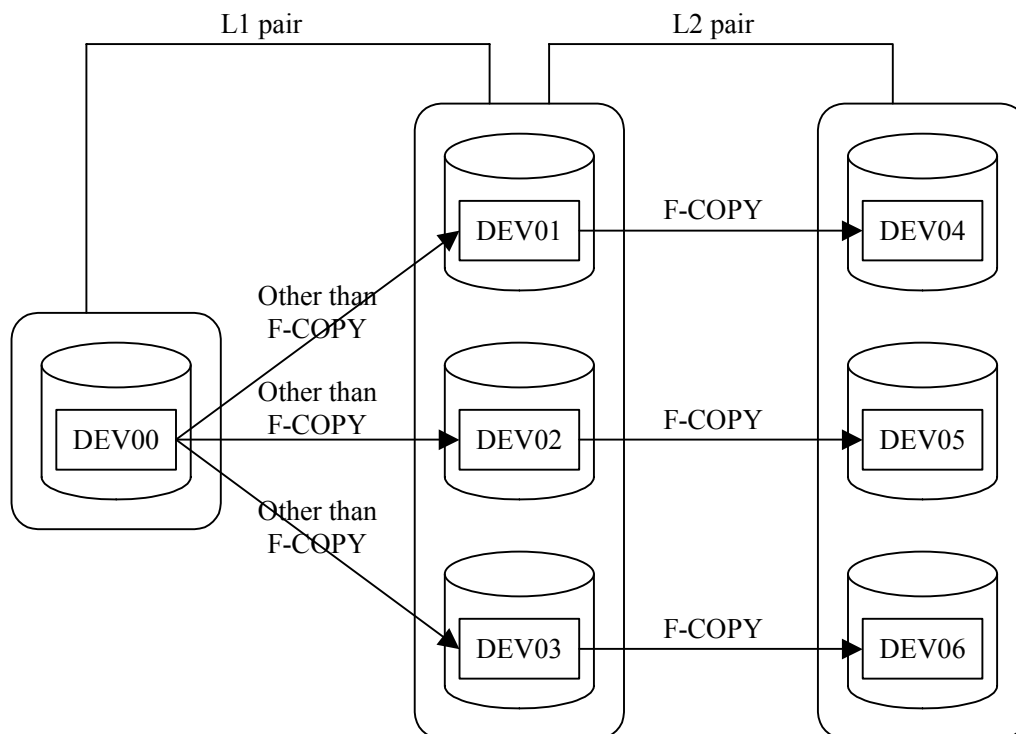 L1 pair
L2 pair
DEV01
F-COPY
DEV04
Other than
F-COPY
DEV00
Other than
F-COPY
DEV02
F-COPY
DEV05
Other than
F-COPY
DEV03
F-COPY
DEV06